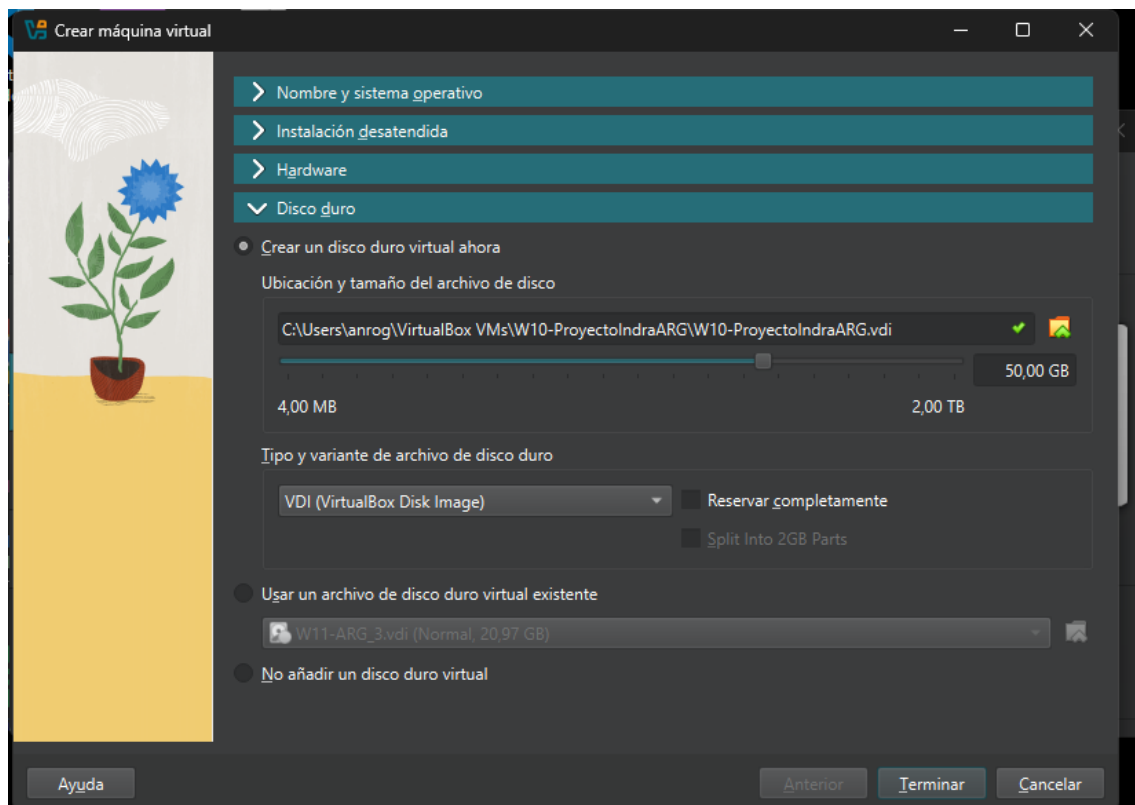 Crear máquina virtual
Nombre y sistema operativo
Instalación desatendida
Hardware
Disco duro
Crear un disco duro virtual ahora
Ubicación y tamaño del archivo de disco
C:\Users\anrog\VirtualBox VMs\W10-ProyectoIndraARG\W10-ProyectoIndraARG.vdi
50,00 GB
4,00 MB 2,00 TB
Tipo y variante de archivo de disco duro
VDI (VirtualBox Disk Image) Reservar completamente
Split Into 2GB Parts
Usar un archivo de disco duro virtual existente
W11-ARG_3.vdi (Normal, 20,97 GB)
No añadir un disco duro virtual
Ayuda Anterior Terminar Cancelar